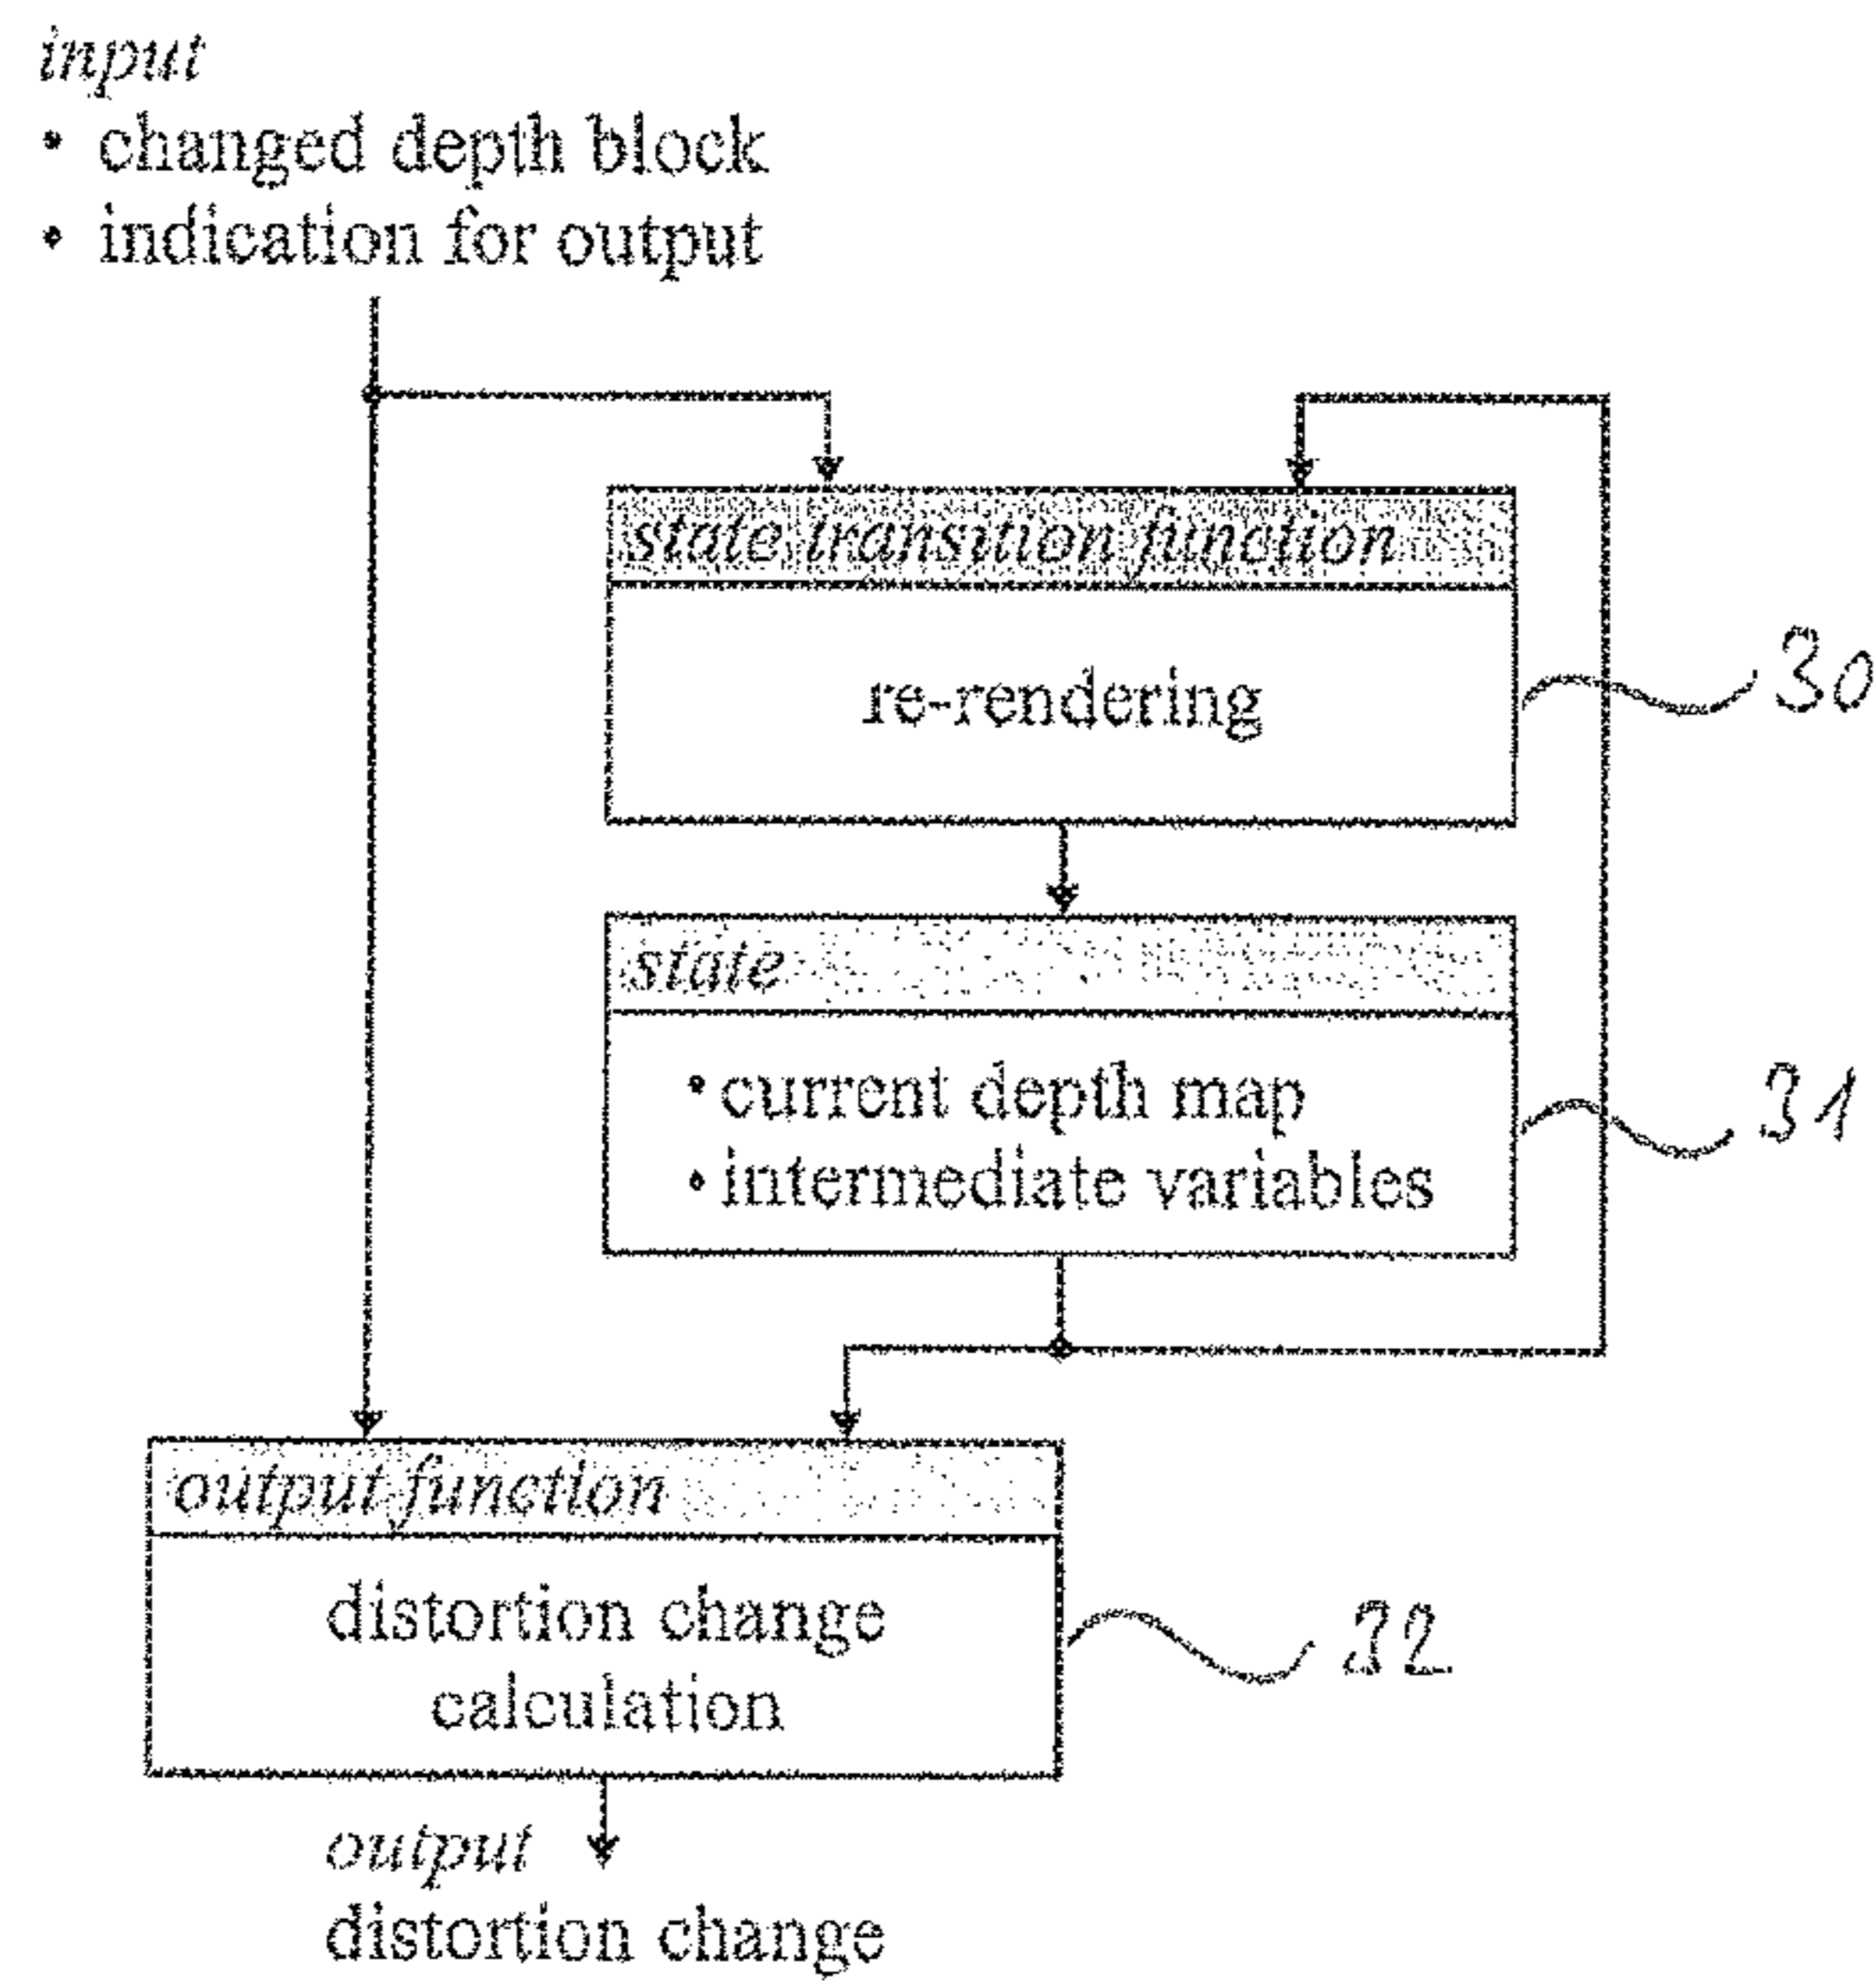 input
• changed depth block
• indication for output
state transition function
re-rendering
30
state
• current depth map
• intermediate variables
31
output function
distortion change
calculation
32
output
distortion change